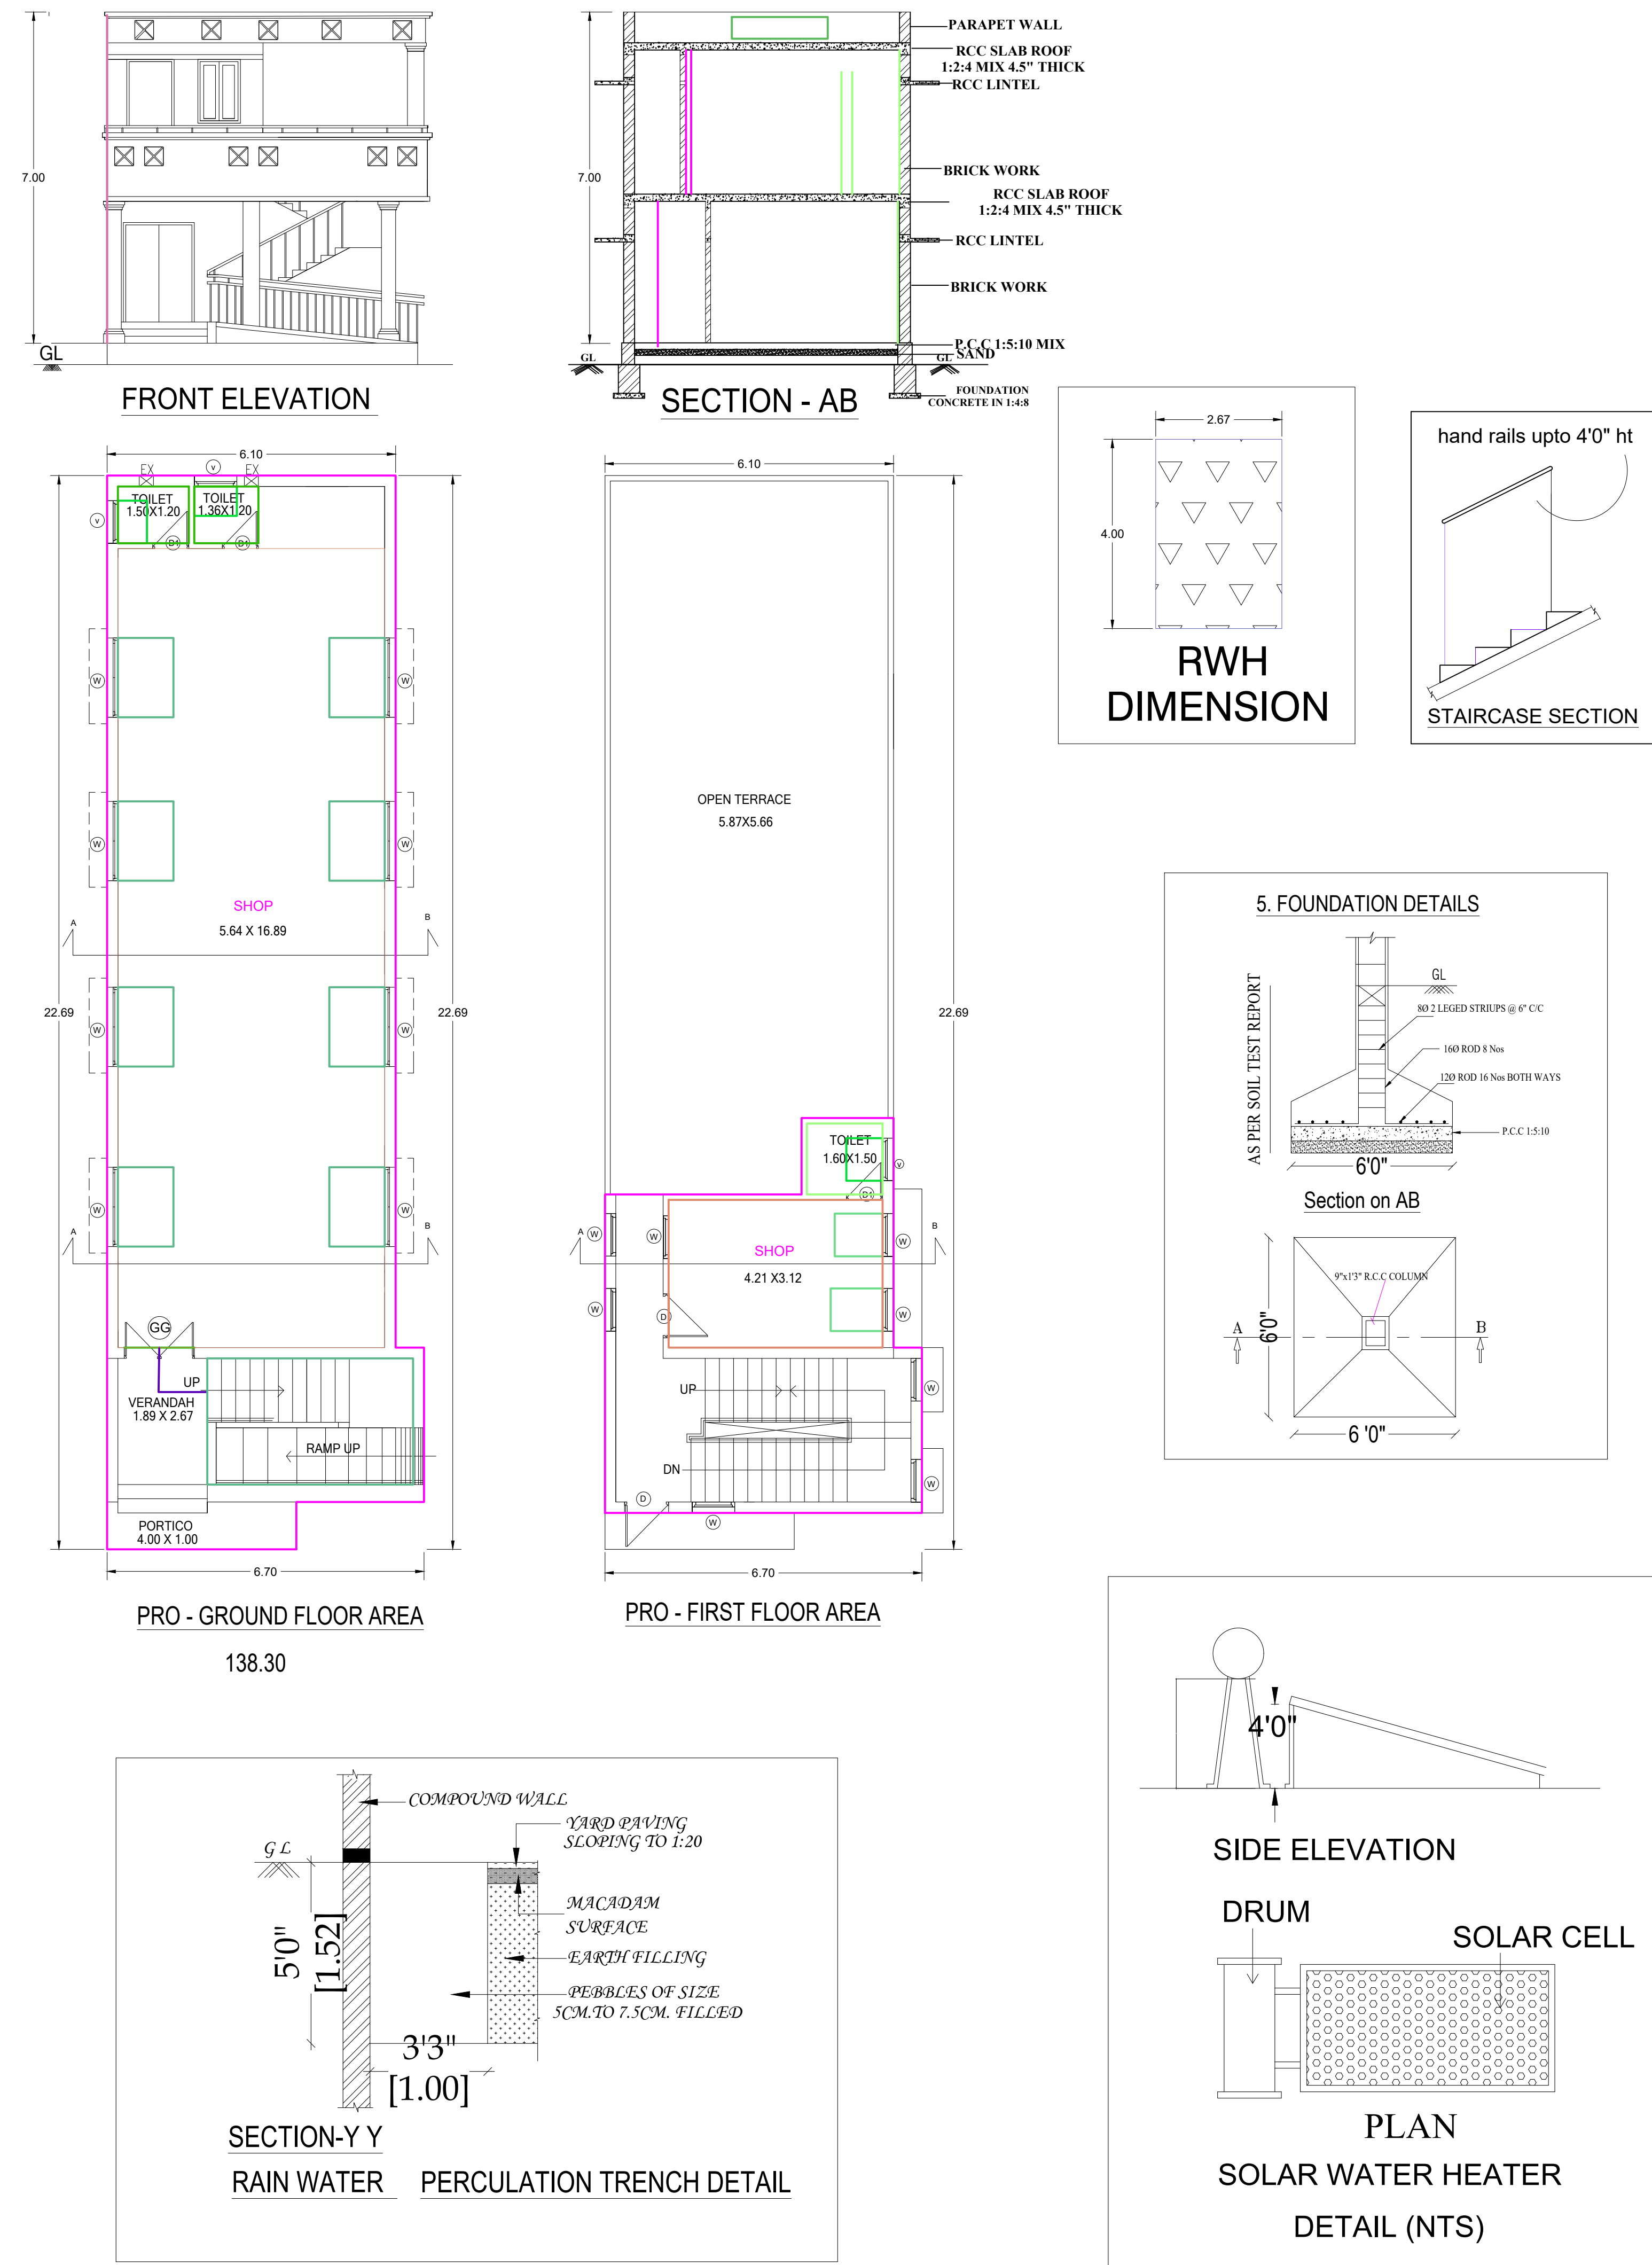 7.00
GL
FRONT ELEVATION
7.00
PARAPET WALL
RCC SLAB ROOF
1:2:4 MIX 4.5" THICK
RCC LINTEL
BRICK WORK
RCC SLAB ROOF
1:2:4 MIX 4.5" THICK
RCC LINTEL
BRICK WORK
P.C.C 1:5:10 MIX
SAND
GL
GL
FOUNDATION
CONCRETE IN 1:4:8
SECTION - AB
2.67
4.00
RWH
DIMENSION
hand rails upto 4'0" ht
STAIRCASE SECTION
6.10
EX
V
EX
TOILET
1.50X1.20
TOILET
1.36X1.20
V
D1
D1
W
W
W
W
SHOP
5.64 X 16.89
A
B
22.69
22.69
W
W
W
W
A
B
GG
UP
VERANDAH
1.89 X 2.67
RAMP UP
PORTICO
4.00 X 1.00
6.70
PRO - GROUND FLOOR AREA
138.30
6.10
OPEN TERRACE
5.87X5.66
22.69
TOILET
1.60X1.50
V
D1
A
W
W
W
B
SHOP
4.21 X3.12
W
D
W
UP
W
DN
W
D
W
6.70
PRO - FIRST FLOOR AREA
5. FOUNDATION DETAILS
AS PER SOIL TEST REPORT
GL
8Ø 2 LEGED STRIUPS @ 6" C/C
16Ø ROD 8 Nos
12Ø ROD 16 Nos BOTH WAYS
P.C.C 1:5:10
6'0"
Section on AB
9"x1'3" R.C.C COLUMN
A
6'0"
B
6 '0"
COMPOUND WALL
YARD PAVING
SLOPING TO 1:20
G L
MACADAM
SURFACE
EARTH FILLING
PEBBLES OF SIZE
5CM.TO 7.5CM. FILLED
5'0"
[1.52]
3'3"
[1.00]
SECTION-Y Y
RAIN WATER PERCULATION TRENCH DETAIL
4'0"
SIDE ELEVATION
DRUM
SOLAR CELL
PLAN
SOLAR WATER HEATER
DETAIL (NTS)